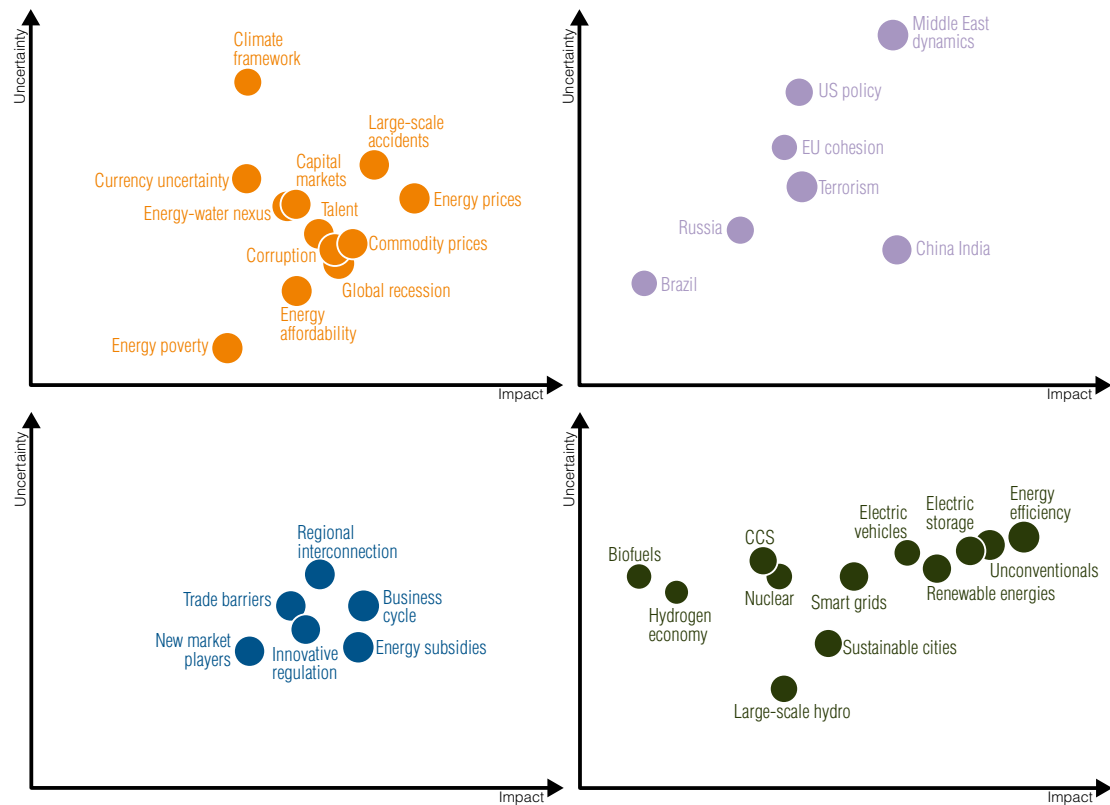 Uncertainty
Climate
framework
Large-scale
accidents
Currency uncertainty
Capital
markets
Energy-water nexus
Talent
Energy prices
Corruption
Commodity prices
Global recession
Energy
affordability
Energy poverty
Impact
Uncertainty
Middle East
dynamics
US policy
EU cohesion
Terrorism
Russia
China India
Brazil
Impact
Uncertainty
Regional
interconnection
Trade barriers
Business
cycle
New market
players
Innovative
regulation
Energy subsidies
Impact
Uncertainty
Biofuels
Hydrogen
economy
CCS
Nuclear
Smart grids
Electric
vehicles
Electric
storage
Energy
efficiency
Unconventionals
Renewable energies
Sustainable cities
Large-scale hydro
Impact